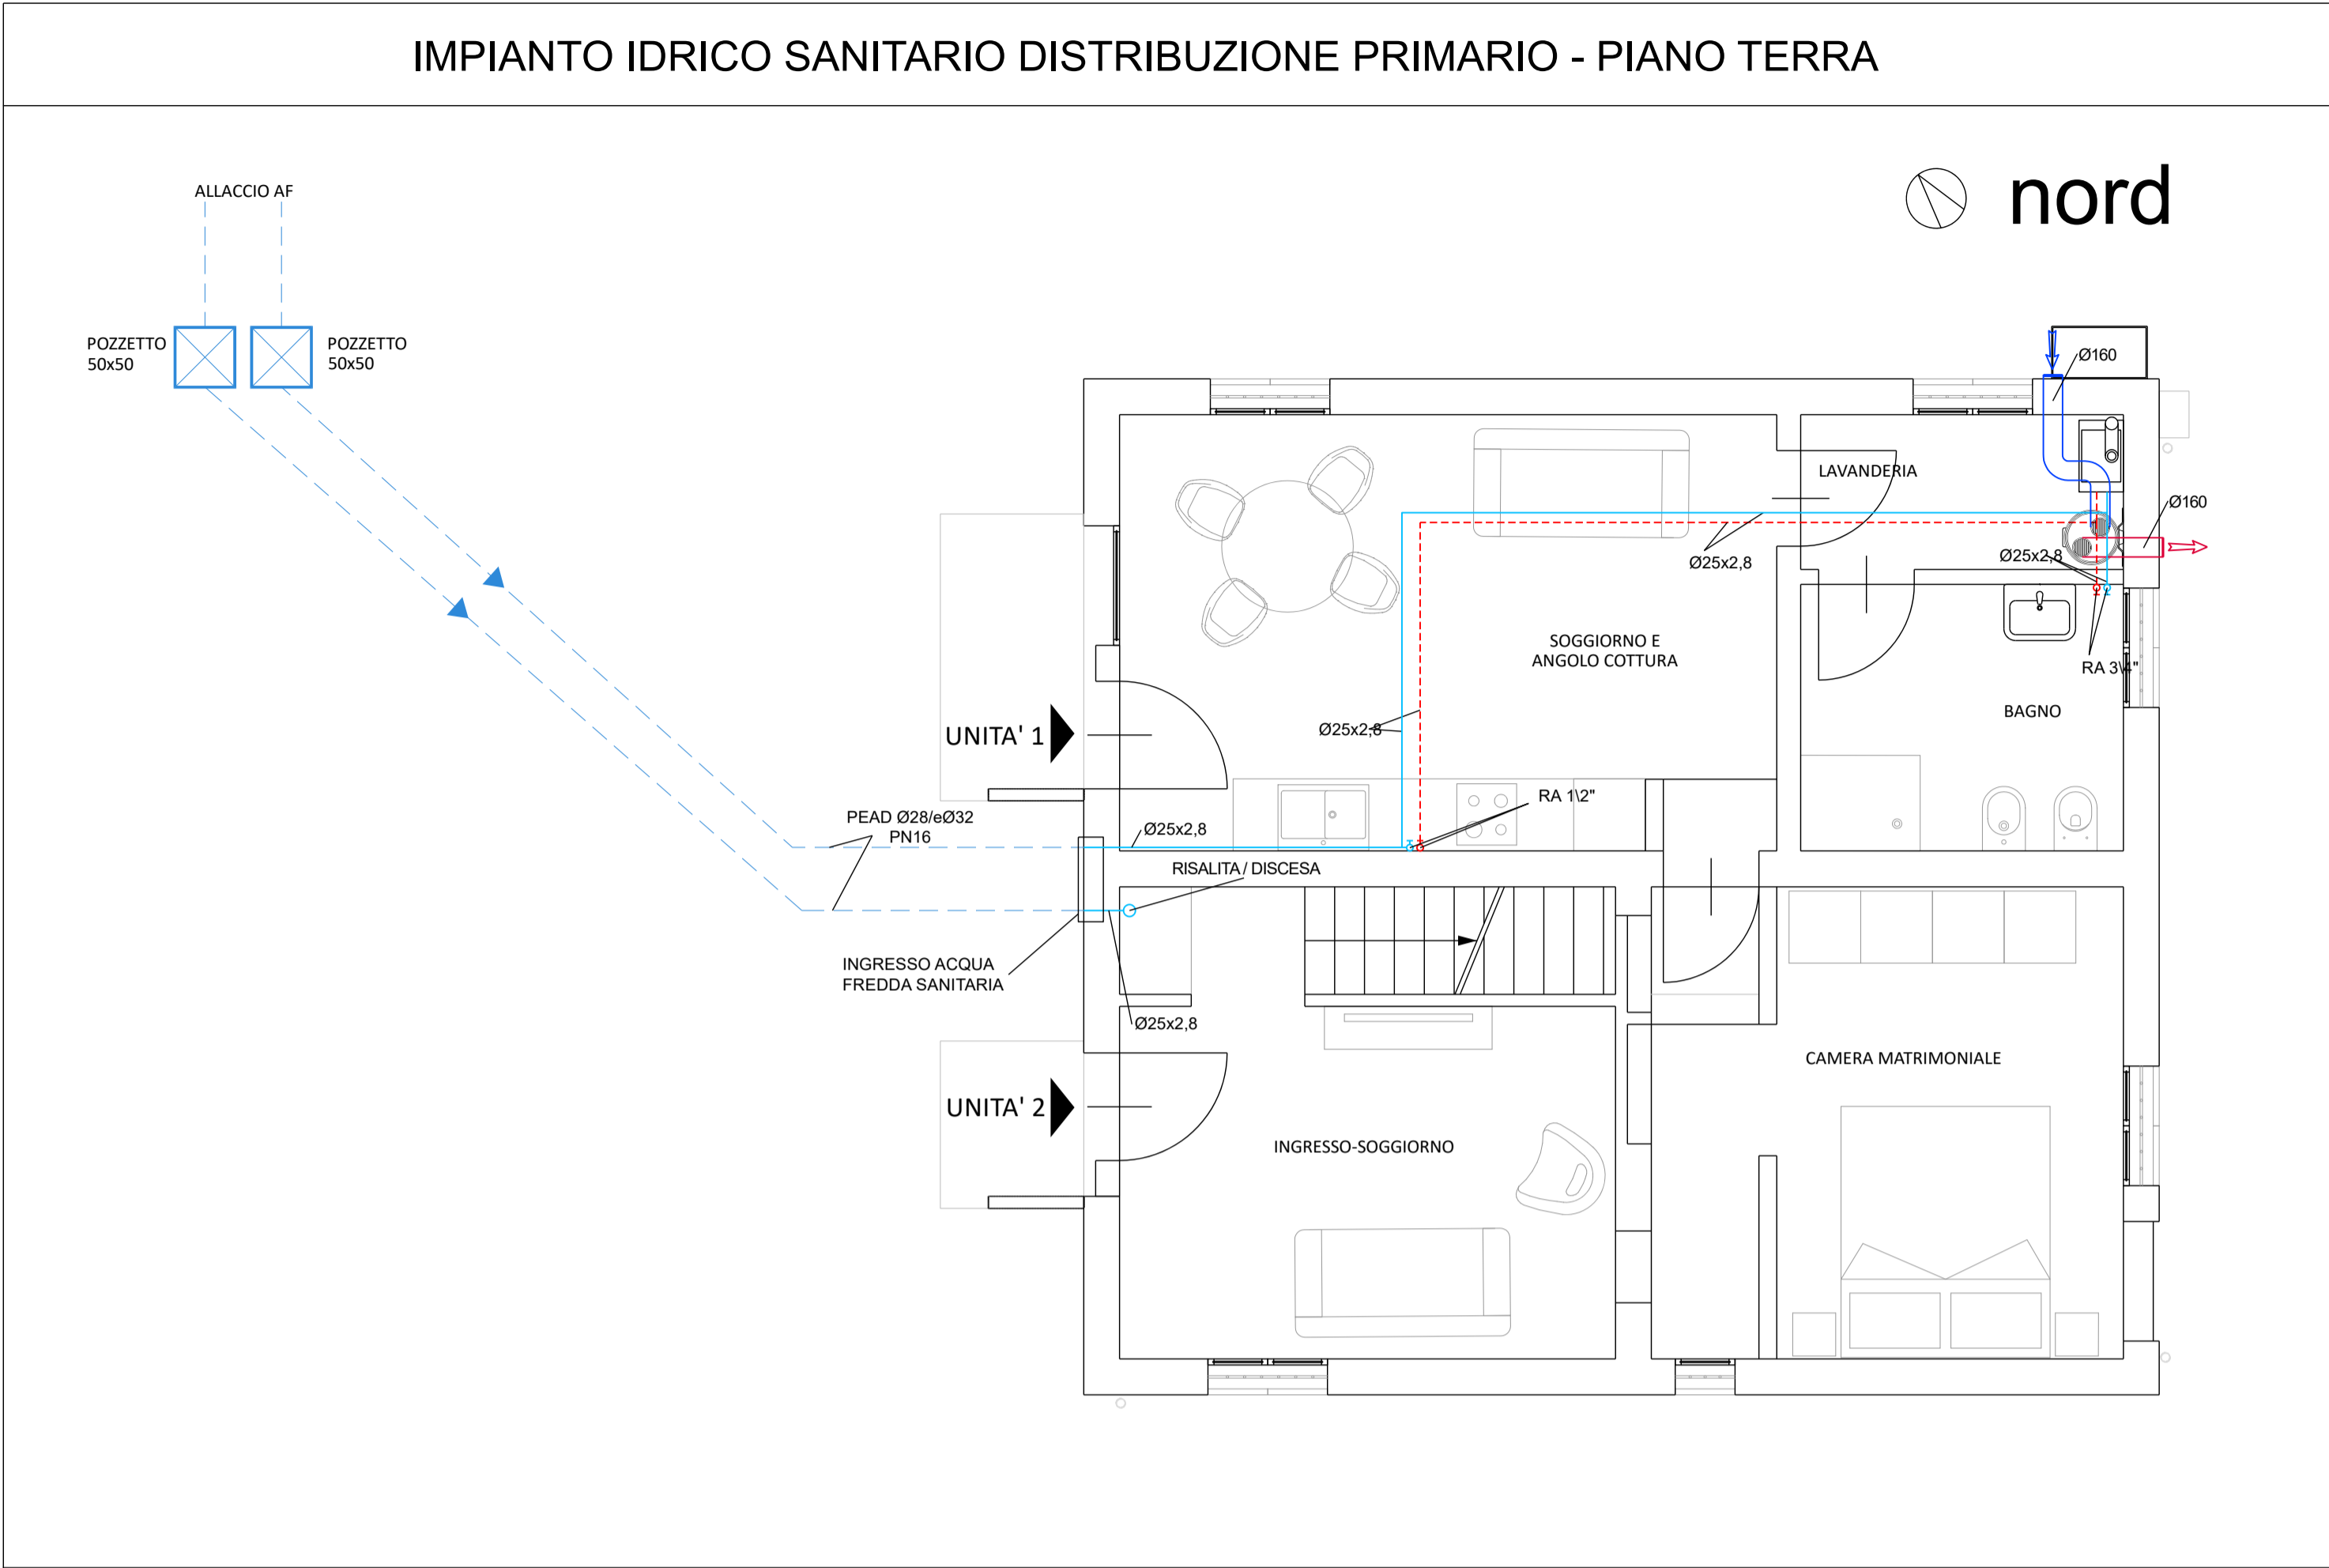 IMPIANTO IDRICO SANITARIO DISTRIBUZIONE PRIMARIO - PIANO TERRA
ALLACCIO AF
nord
POZZETTO
50x50
POZZETTO
50x50
Ø160
LAVANDERIA
Ø160
Ø25x2,8
Ø25x2,8
SOGGIORNO E
ANGOLO COTTURA
RA 3\4"
BAGNO
Ø25x2,8
UNITA' 1
RA 1\2"
PEAD Ø28/eØ32
PN16
Ø25x2,8
RISALITA / DISCESA
INGRESSO ACQUA
FREDDA SANITARIA
Ø25x2,8
CAMERA MATRIMONIALE
UNITA' 2
INGRESSO-SOGGIORNO